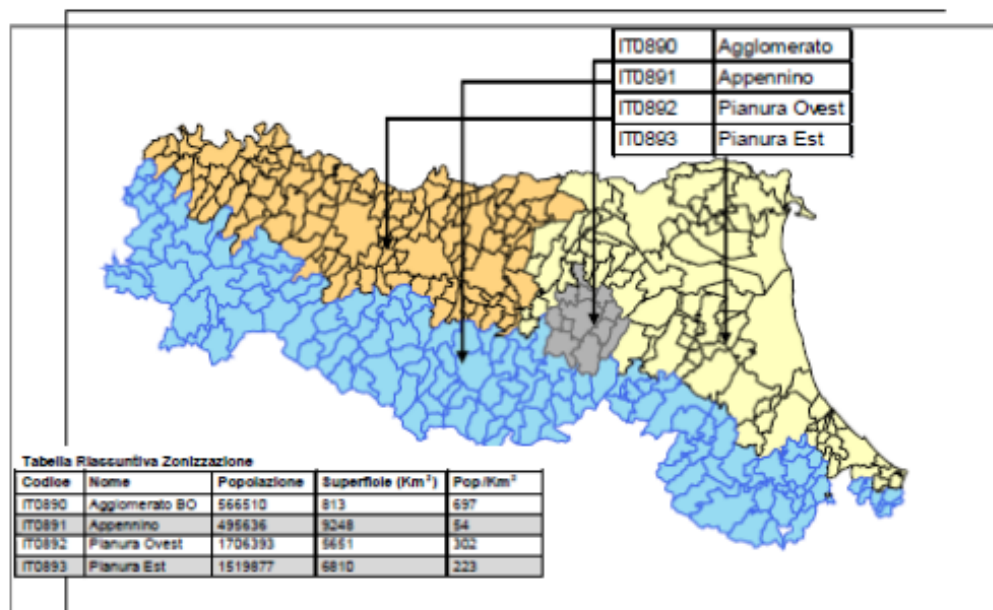 IT0890 Agglomerato
IT0891 Appennino
IT0892 Pianura Ovest
IT0893 Pianura Est
Tabella Riassuntiva Zonizzazione
Codice Nome Popolazione Superficie (Km²) Pop/Km²
IT0890 Agglomerato BO 566510 813 697
IT0891 Appennino 495636 9248 54
IT0892 Pianura Ovest 1706393 5651 302
IT0893 Pianura Est 1519877 6810 223